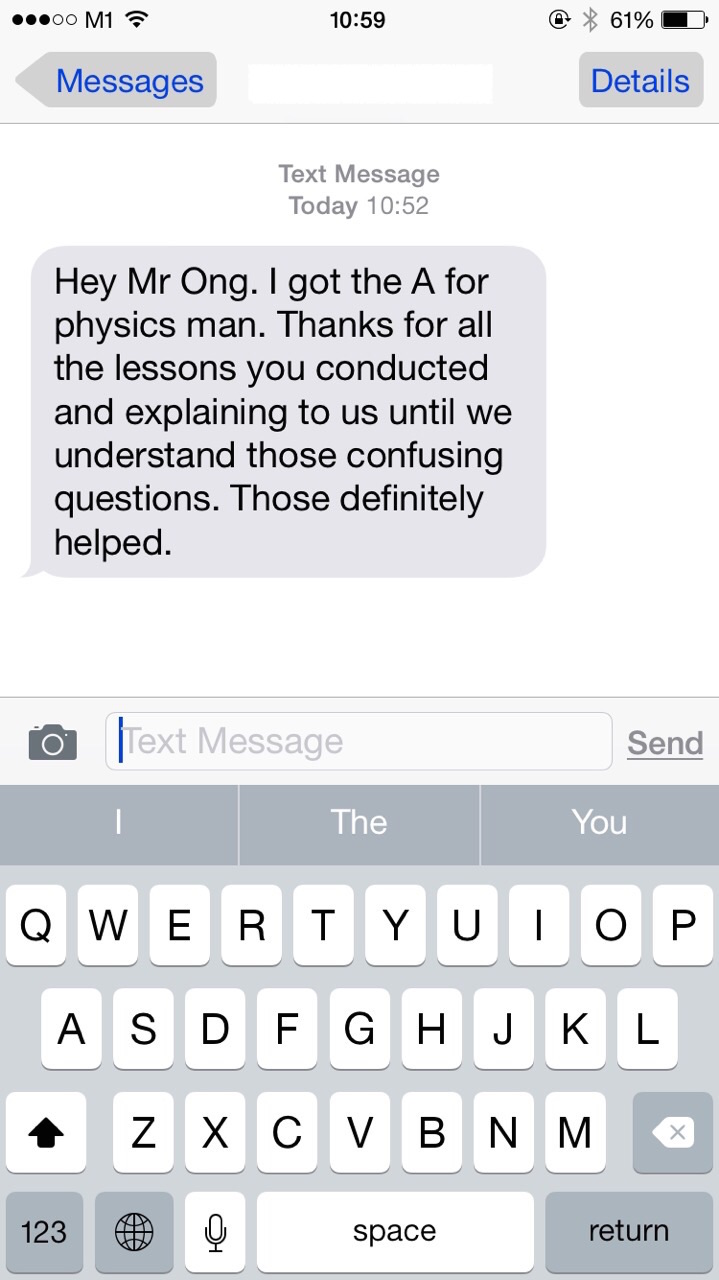 M1 10:59 61%
Messages Details
Text Message
Today 10:52
Hey Mr Ong. I got the A for
physics man. Thanks for all
the lessons you conducted
and explaining to us until we
understand those confusing
questions. Those definitely
helped.
Text Message Send
I The You
Q W E R T Y U I O P
A S D F G H J K L
Z X C V B N M
123 space return